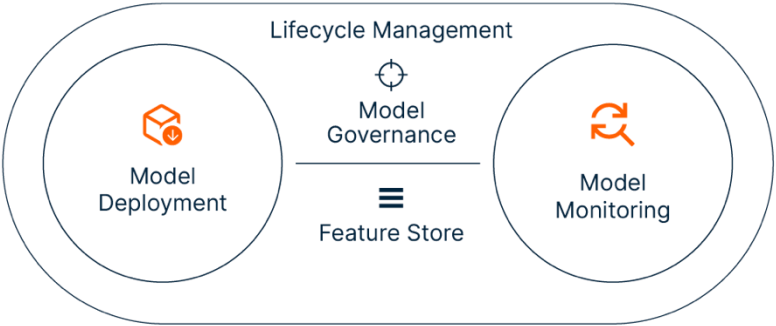 Lifecycle Management
Model
Governance
Model
Deployment
Feature Store
Model
Monitoring